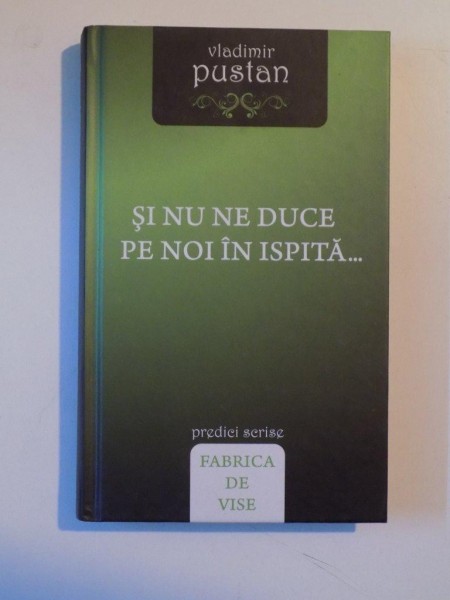 vladimir
pustan
ŞI NU NE DUCE
PE NOI ÎN ISPITĂ...
predici scrise
FABRICA
DE
VISE